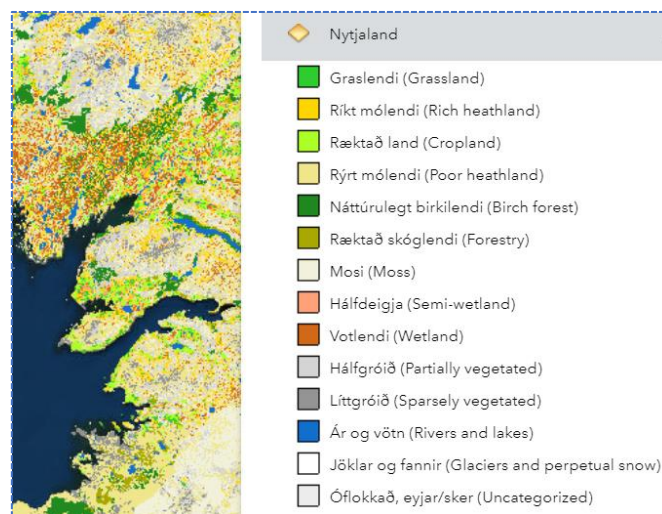 Nytjaland
Graslendi (Grassland)
Ríkt mólendi (Rich heathland)
Ræktað land (Cropland)
Rýrt mólendi (Poor heathland)
Náttúrulegt birkilendi (Birch forest)
Ræktað skóglendi (Forestry)
Mosi (Moss)
Hálfdeigja (Semi-wetland)
Votlendi (Wetland)
Hálfgróið (Partially vegetated)
Líttgróið (Sparsely vegetated)
Ár og vötn (Rivers and lakes)
Jöklar og fannir (Glaciers and perpetual snow)
Óflokkað, eyjar/sker (Uncategorized)